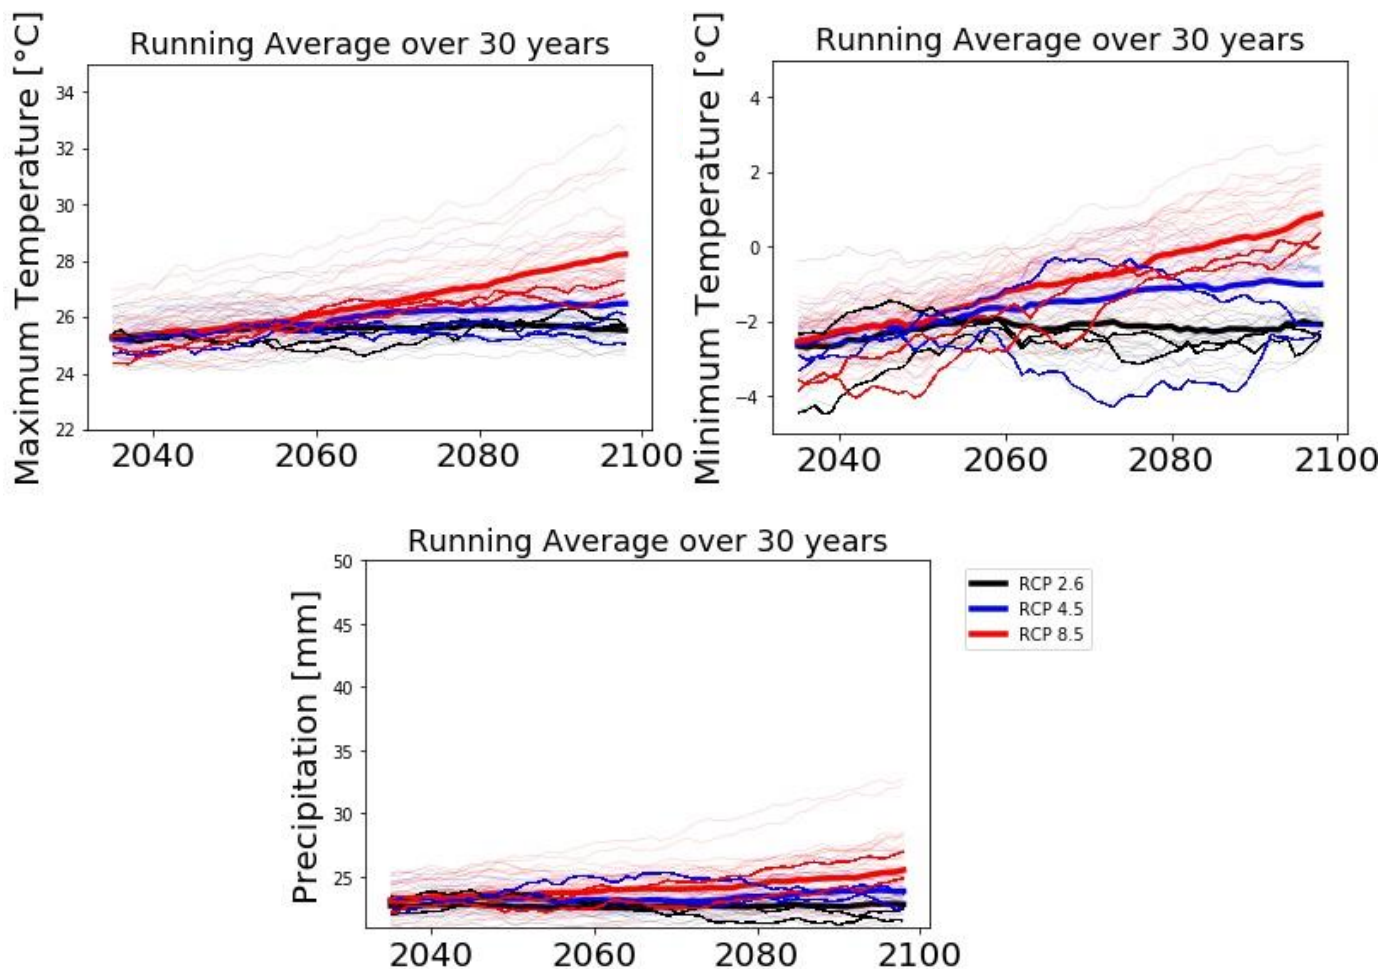 Running Average over 30 years
Maximum Temperature [°C]
34
32
30
28
26
24
22
2040 2060 2080 2100
Running Average over 30 years
Minimum Temperature [°C]
4
2
0
−2
−4
2040 2060 2080 2100
Running Average over 30 years
Precipitation [mm]
50
45
40
35
30
25
2040 2060 2080 2100
RCP 2.6
RCP 4.5
RCP 8.5